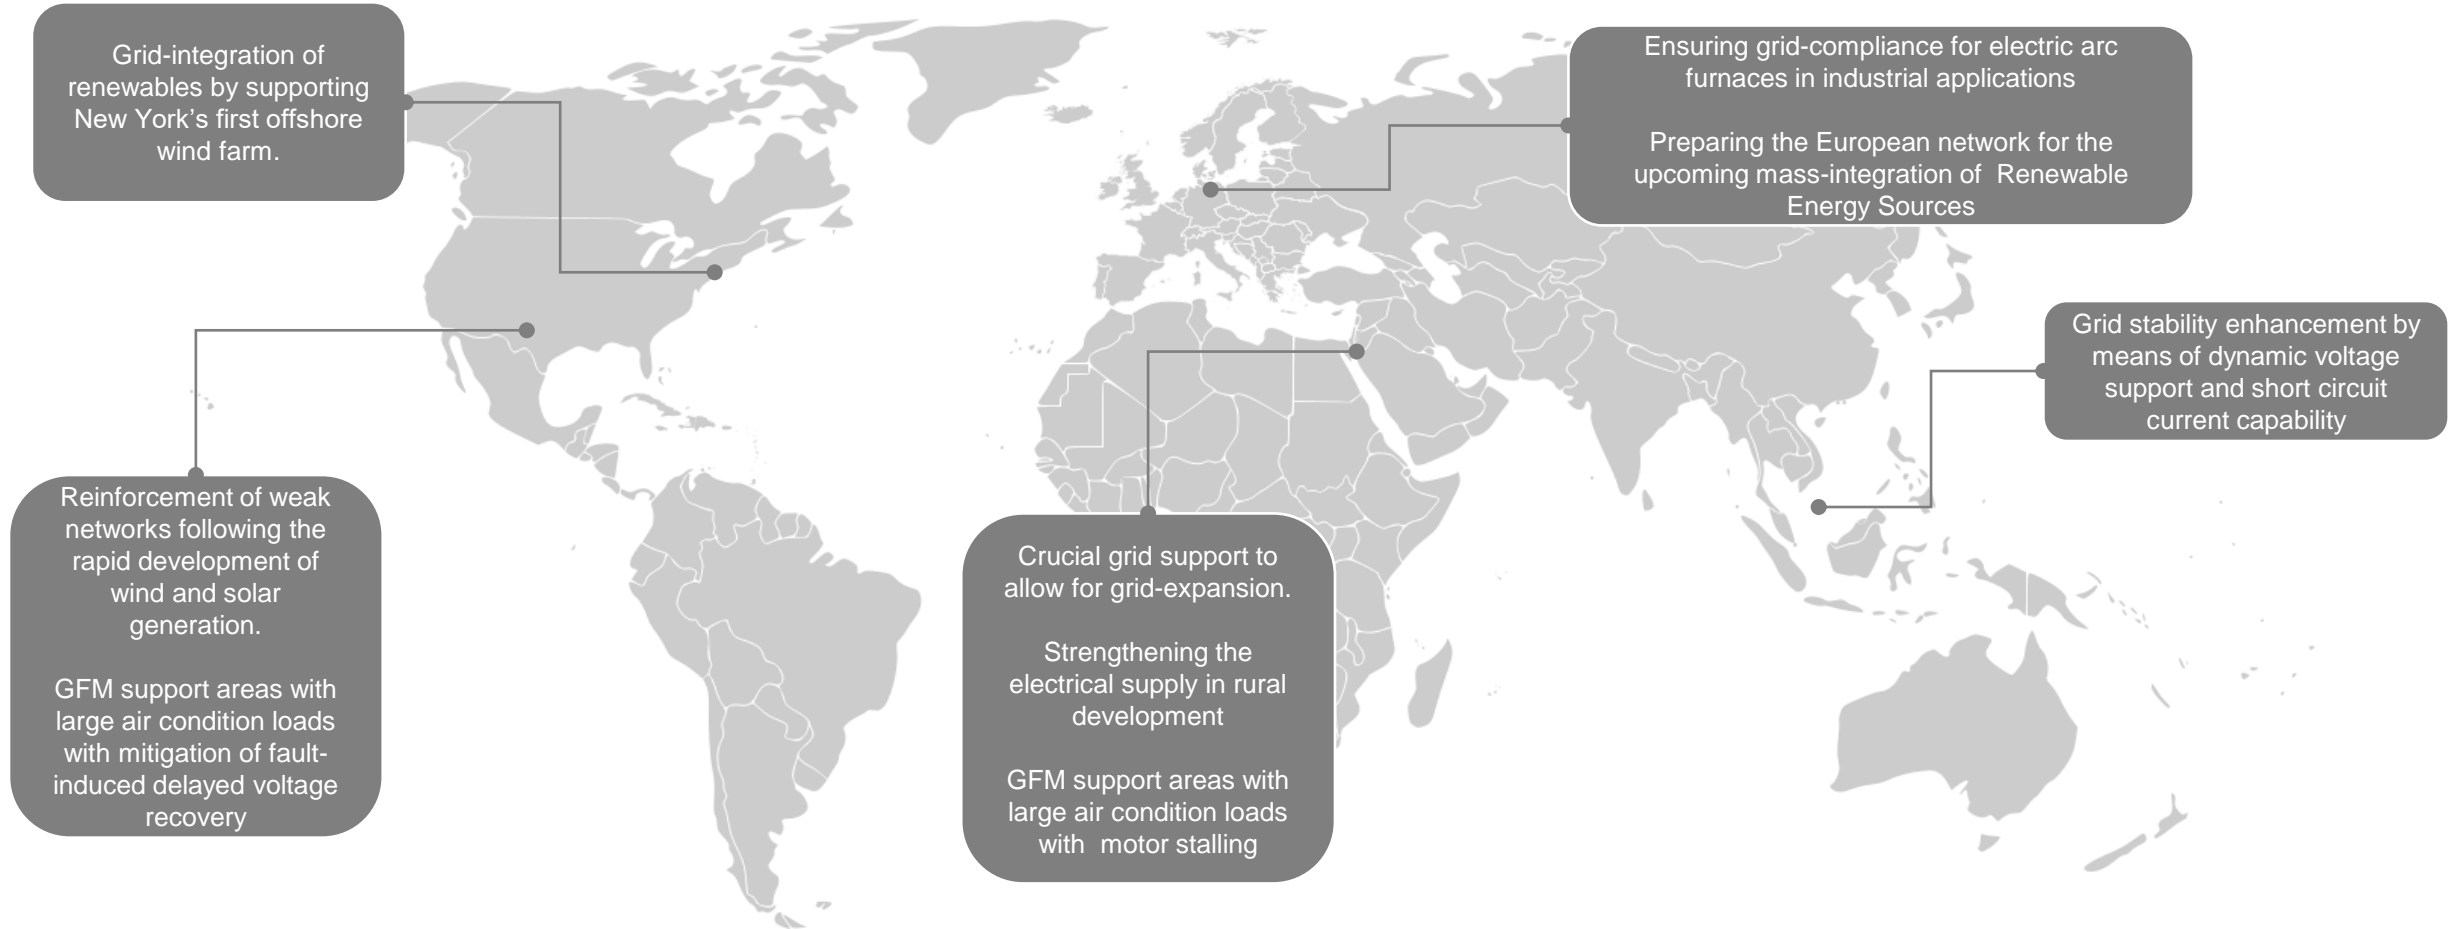 Grid-integration of
renewables by supporting
New York’s first offshore
wind farm.
Ensuring grid-compliance for electric arc
furnaces in industrial applications
Preparing the European network for the
upcoming mass-integration of  Renewable
Energy Sources
Grid stability enhancement by
means of dynamic voltage
support and short circuit
current capability
Reinforcement of weak
networks following the
rapid development of
wind and solar
generation.
GFM support areas with
large air condition loads
with mitigation of fault-
induced delayed voltage
recovery
Crucial grid support to
allow for grid-expansion.
Strengthening the
electrical supply in rural
development
GFM support areas with
large air condition loads
with  motor stalling